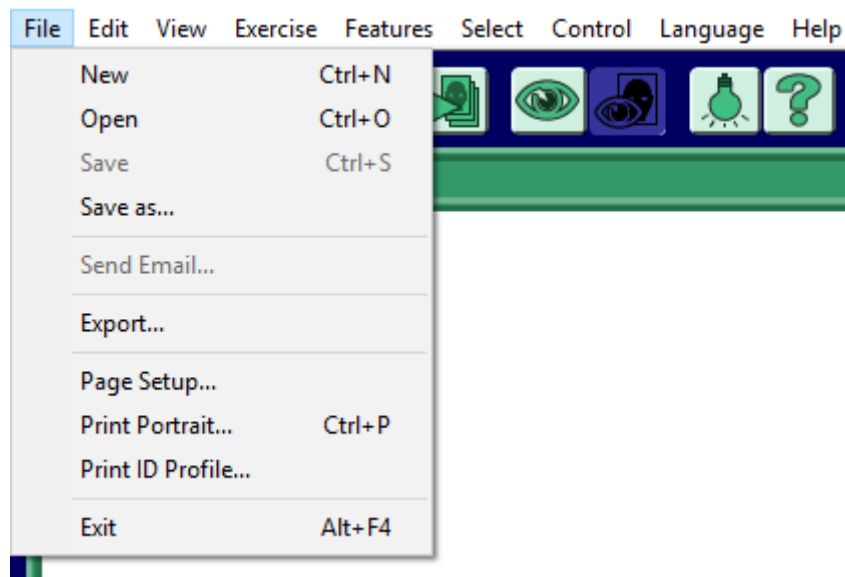 File Edit View Exercise Features Select Control Language Help
New Ctrl+N
Open Ctrl+O
Save Ctrl+S
Save as...
Send Email...
Export...
Page Setup...
Print Portrait... Ctrl+P
Print ID Profile...
Exit Alt+F4